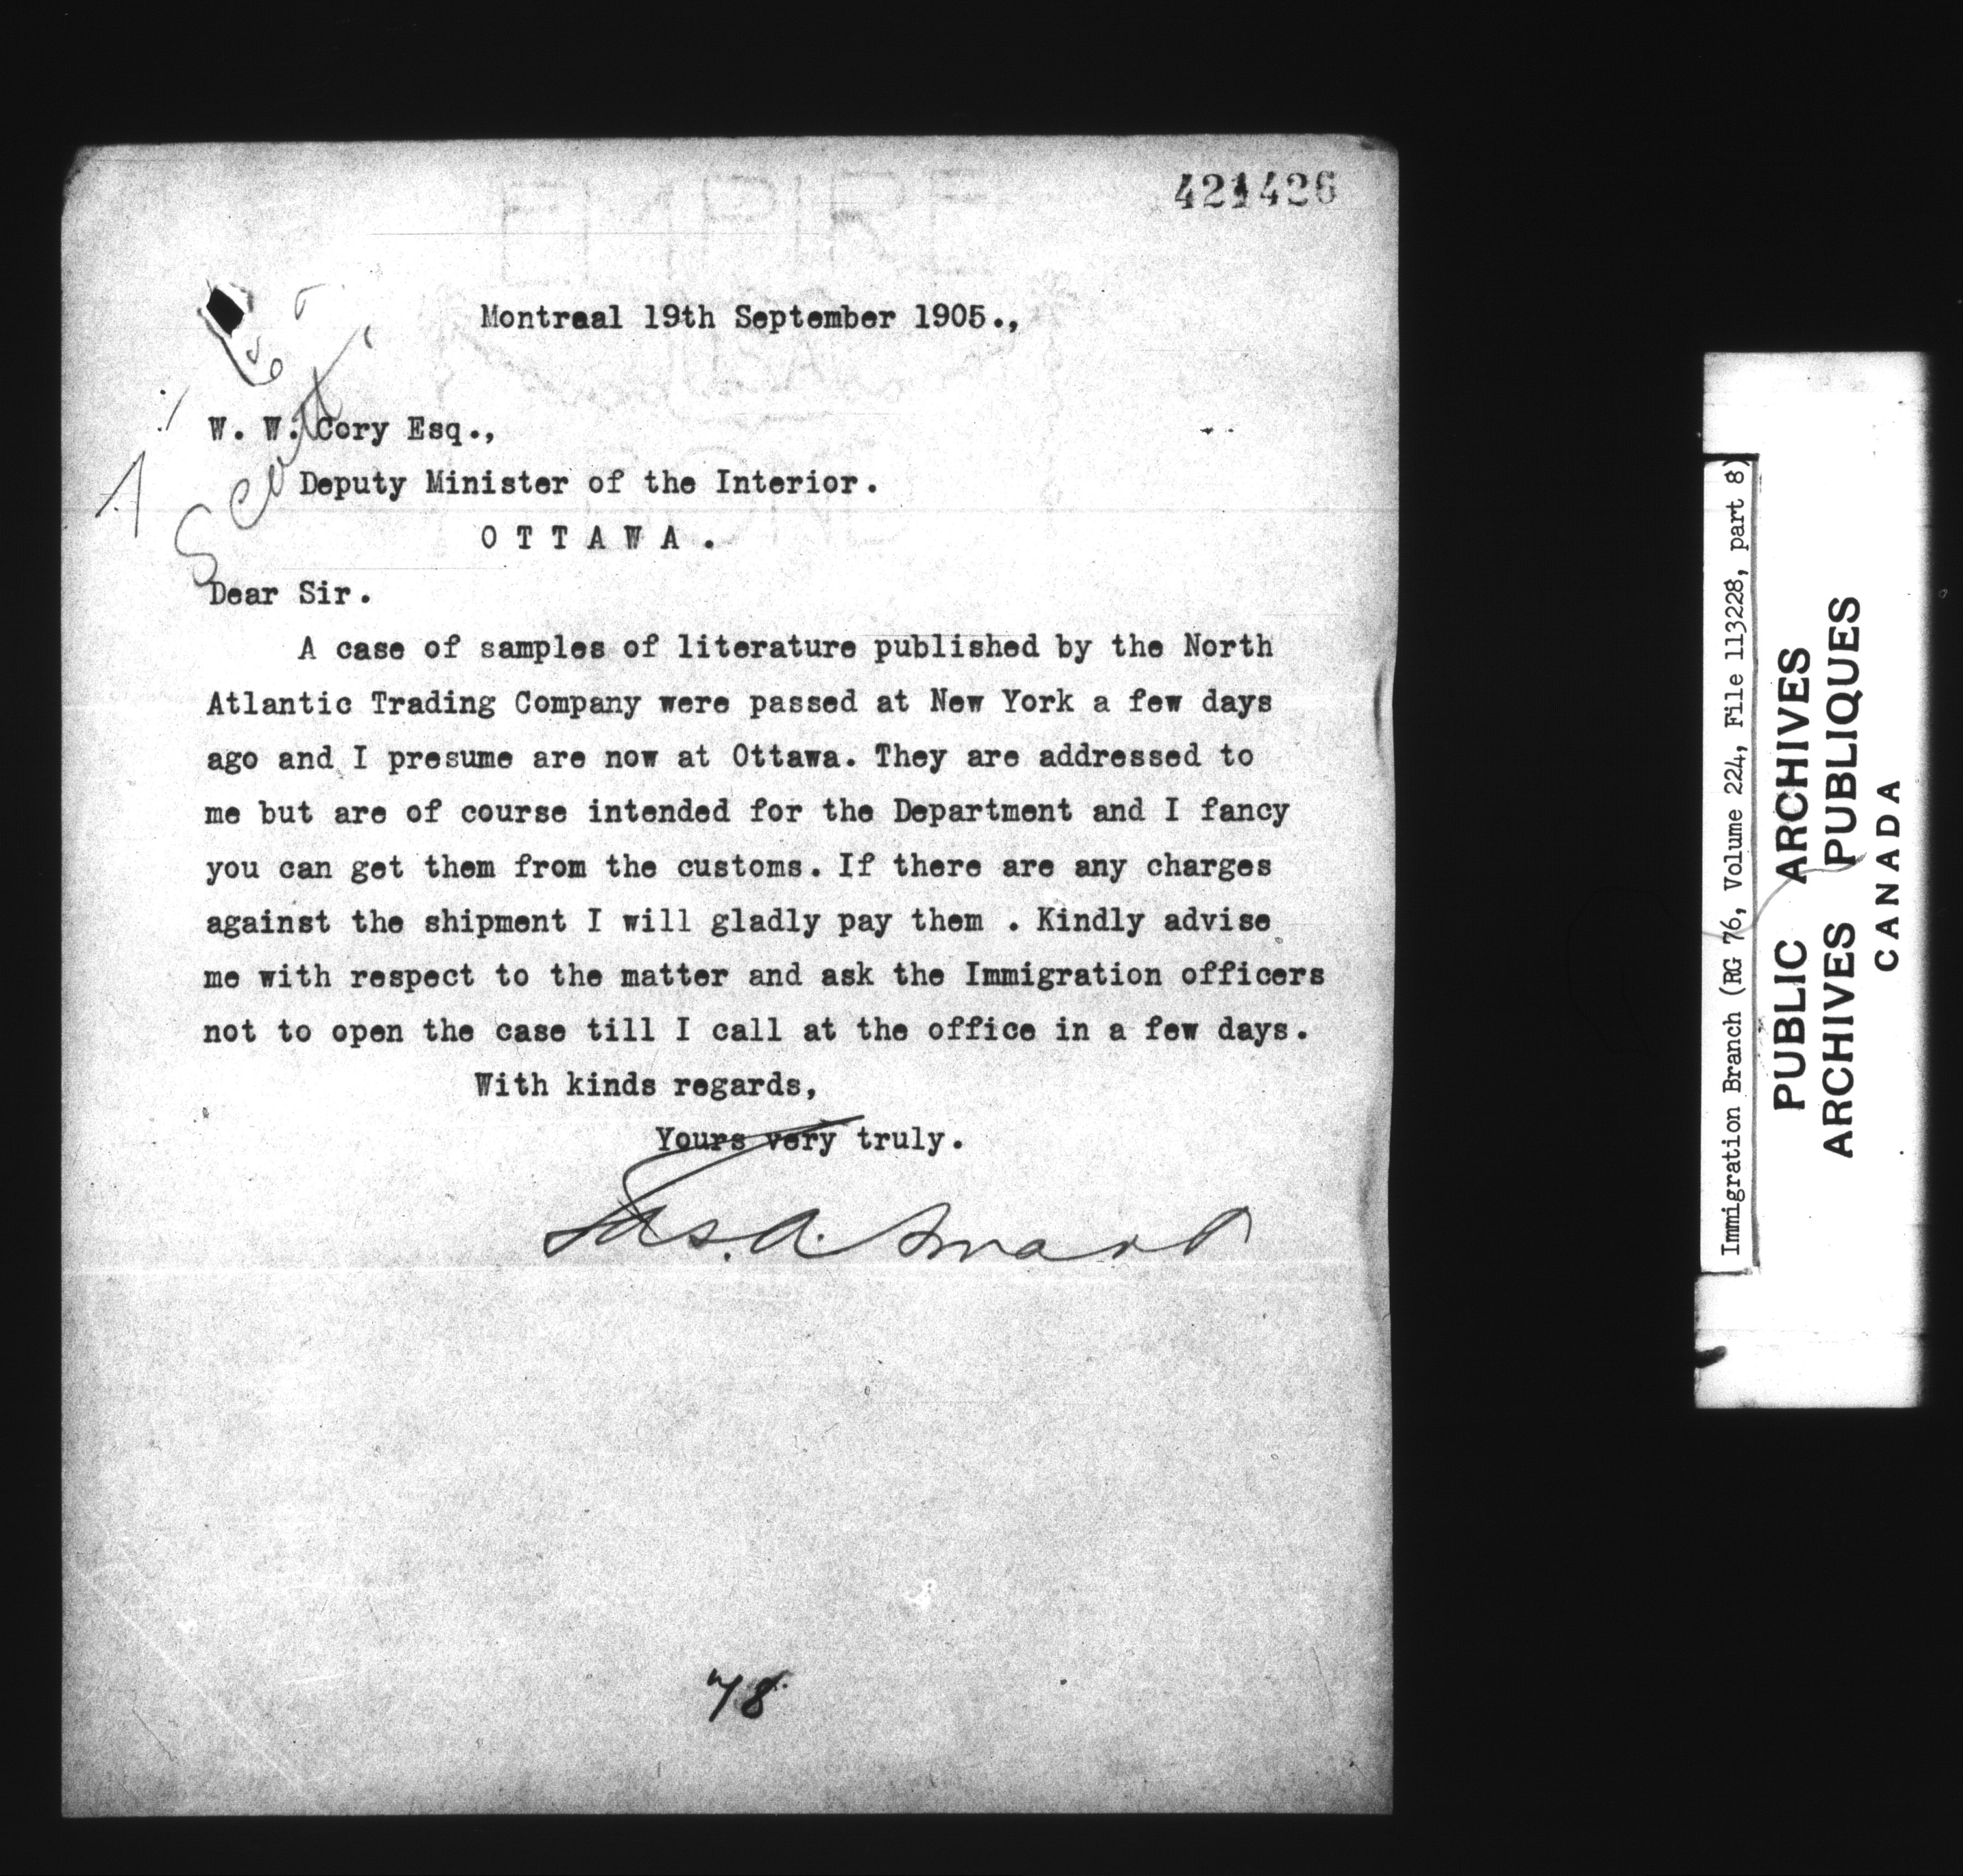 421426
Montreal 19th September 1905.,
Scott
W. W. Cory Esq.,
Deputy Minister of the Interior.
OTTAWA.
Dear Sir.
A case of samples of literature published by the North
Atlantic Trading Company were passed at New York a few days
ago and I presume are now at Ottawa. They are addressed to
me but are of course intended for the Department and I fancy
you can get them from the customs. If there are any charges
against the shipment I will gladly pay them . Kindly advise
me with respect to the matter and ask the Immigration officers
not to open the case till I call at the office in a few days.
With kinds regards,
Yours very truly.
Jas. A. Smart
78
Immigration Branch (RG 76, Volume 224, File 113228, part 8)
PUBLIC ARCHIVES
ARCHIVES PUBLIQUES
CANADA